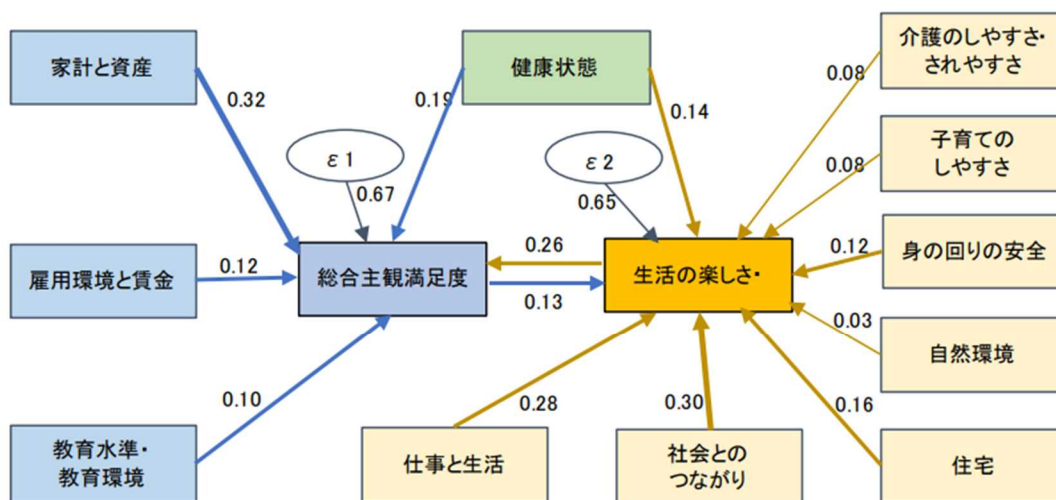 家計と資産
健康状態
介護のしやすさ・
されやすさ
0.32
0.19
0.14
0.08
ε1
ε2
0.67
0.65
子育ての
しやすさ
0.08
雇用環境と賃金
0.12
総合主観満足度
0.26
0.13
生活の楽しさ・
0.12
身の回りの安全
0.03
自然環境
0.10
0.28
0.30
0.16
教育水準・
教育環境
仕事と生活
社会との
つながり
住宅